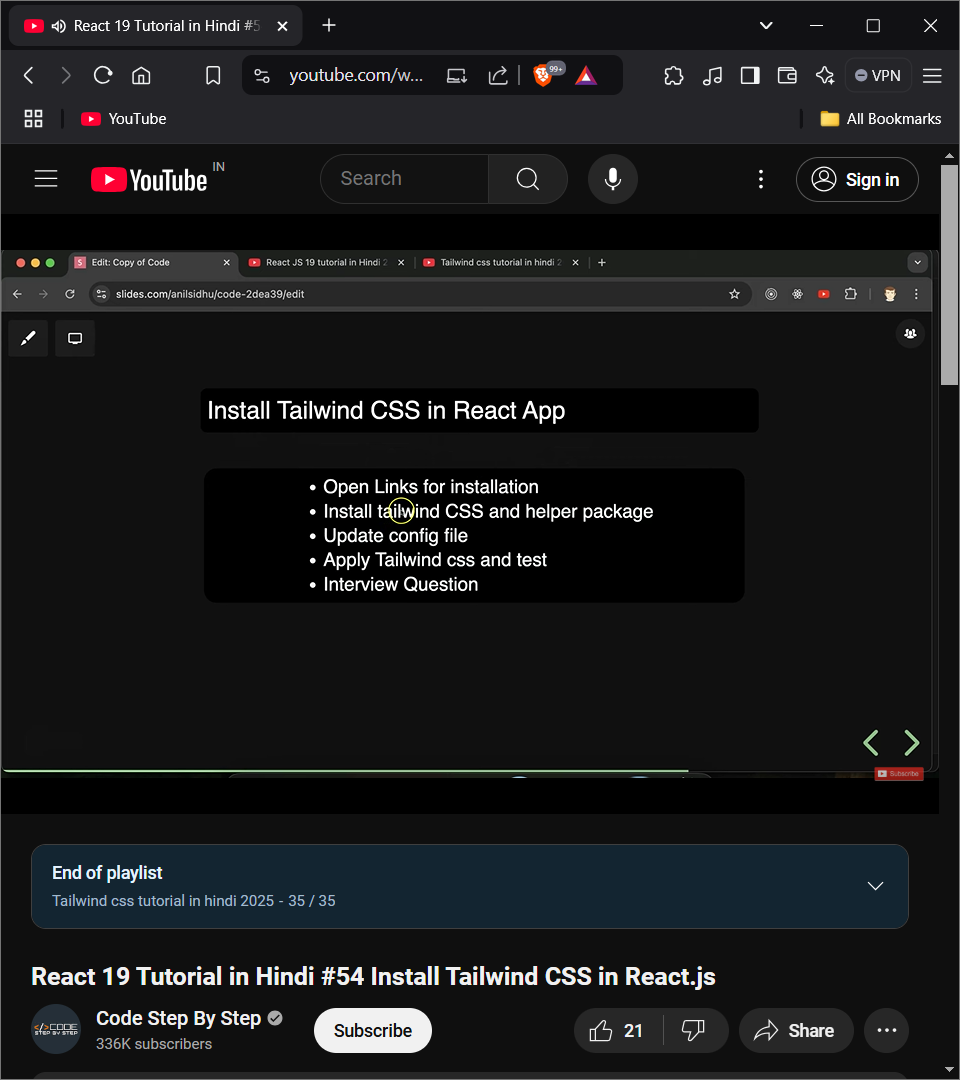 React 19 Tutorial in Hindi #5
youtube.com/w...
99+
VPN
YouTube
All Bookmarks
YouTube IN
Search
Sign in
Edit: Copy of Code
React JS 19 tutorial in Hindi 2
Tailwind css tutorial in hindi 2
slides.com/anilsidhu/code-2dea39/edit
Install Tailwind CSS in React App
• Open Links for installation
• Install tailwind CSS and helper package
• Update config file
• Apply Tailwind css and test
• Interview Question
Subscribe
End of playlist
Tailwind css tutorial in hindi 2025 - 35 / 35
React 19 Tutorial in Hindi #54 Install Tailwind CSS in React.js
</>CODE
STEP BY STEP
Code Step By Step
336K subscribers
Subscribe
21
Share